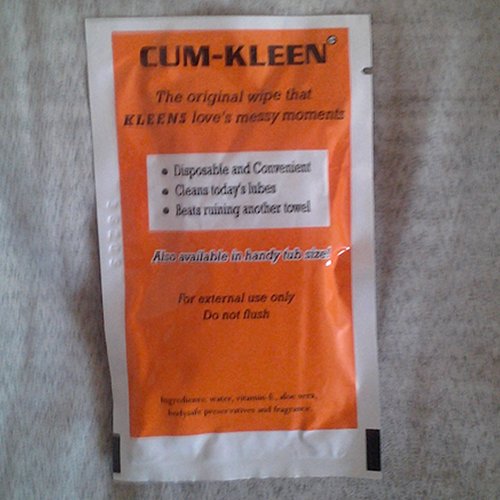 CUM-KLEEN®
The original wipe that
KLEENS love's messy moments
• Disposable and Convenient
• Cleans today's lubes
• Beats ruining another towel
Also available in handy tub size!
For external use only
Do not flush
Ingredients: water, vitamin-E, aloe vera,
bodysafe preservatives and fragrance.